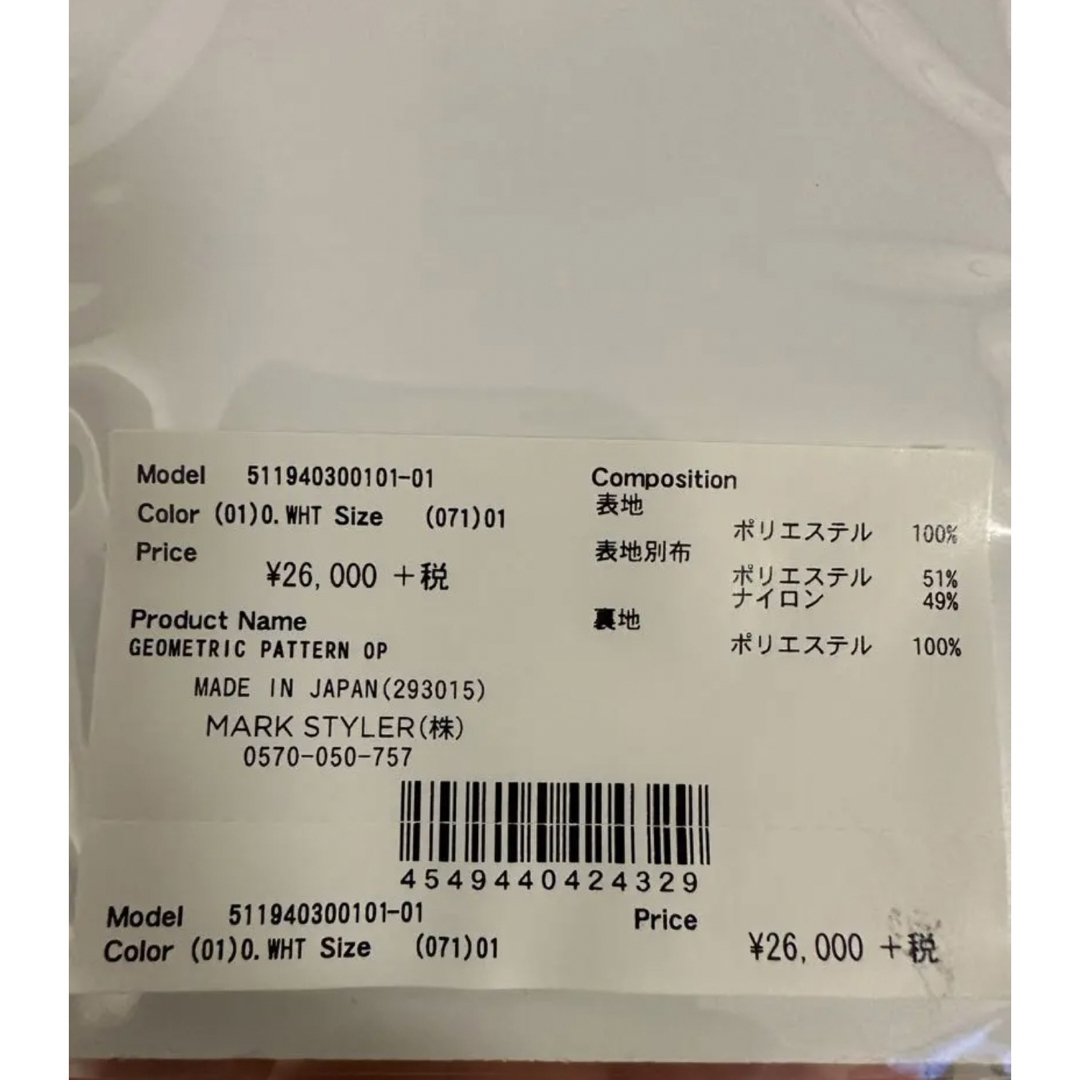 Model 511940300101-01
Color (01)O.WHT Size (071)01
Price
¥26,000 +税
Product Name
GEOMETRIC PATTERN OP
MADE IN JAPAN(293015)
MARK STYLER(株)
0570-050-757
Composition
表地
ポリエステル 100%
表地別布
ポリエステル 51%
ナイロン 49%
裏地
ポリエステル 100%
4549440424329
Model 511940300101-01
Color (01)O.WHT Size (071)01
Price
¥26,000 +税